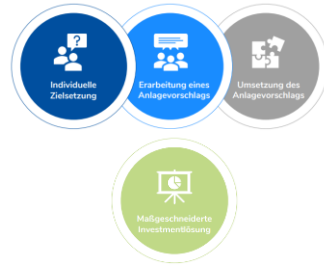 Individuelle
Zielsetzung
Erarbeitung eines
Anlagevorschlags
Umsetzung des
Anlagevorschlags
Maßgeschneiderte
Investmentlösung